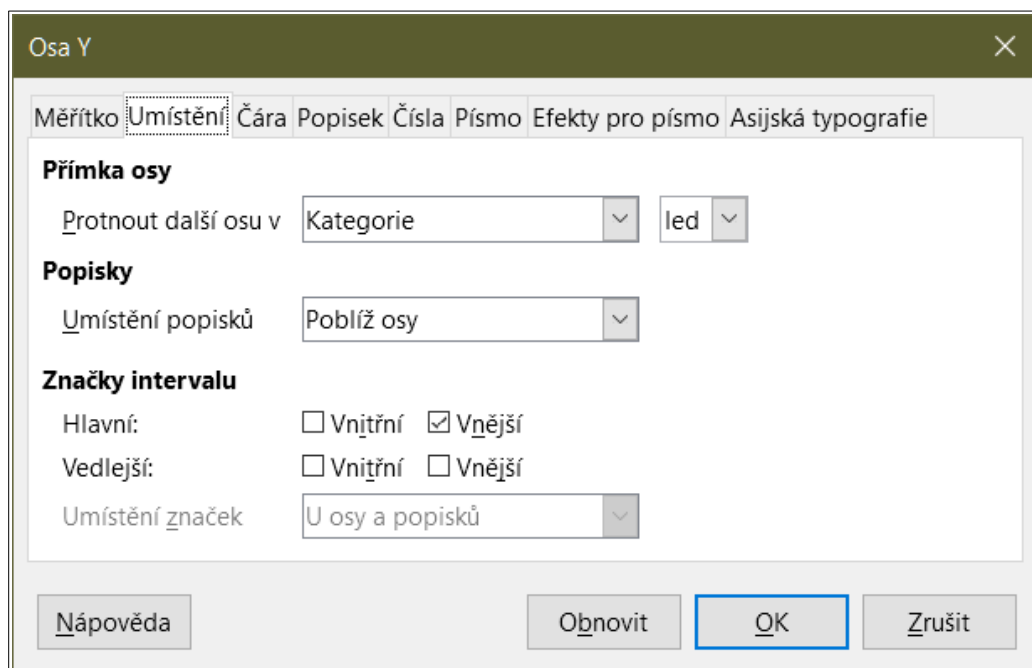 Osa Y
Měřítko Umístění Čára Popisek Čísla Písmo Efekty pro písmo Asijská typografie
Přímka osy
Protnout další osu v Kategorie led
Popisky
Umístění popisků Poblíž osy
Značky intervalu
Hlavní: Vnitřní Vnější
Vedlejší: Vnitřní Vnější
Umístění značek U osy a popisků
Nápověda Obnovit OK Zrušit